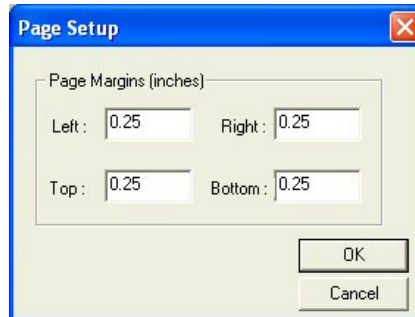 Page Setup
Page Margins (inches)
Left : 0.25 Right : 0.25
Top : 0.25 Bottom : 0.25
OK
Cancel